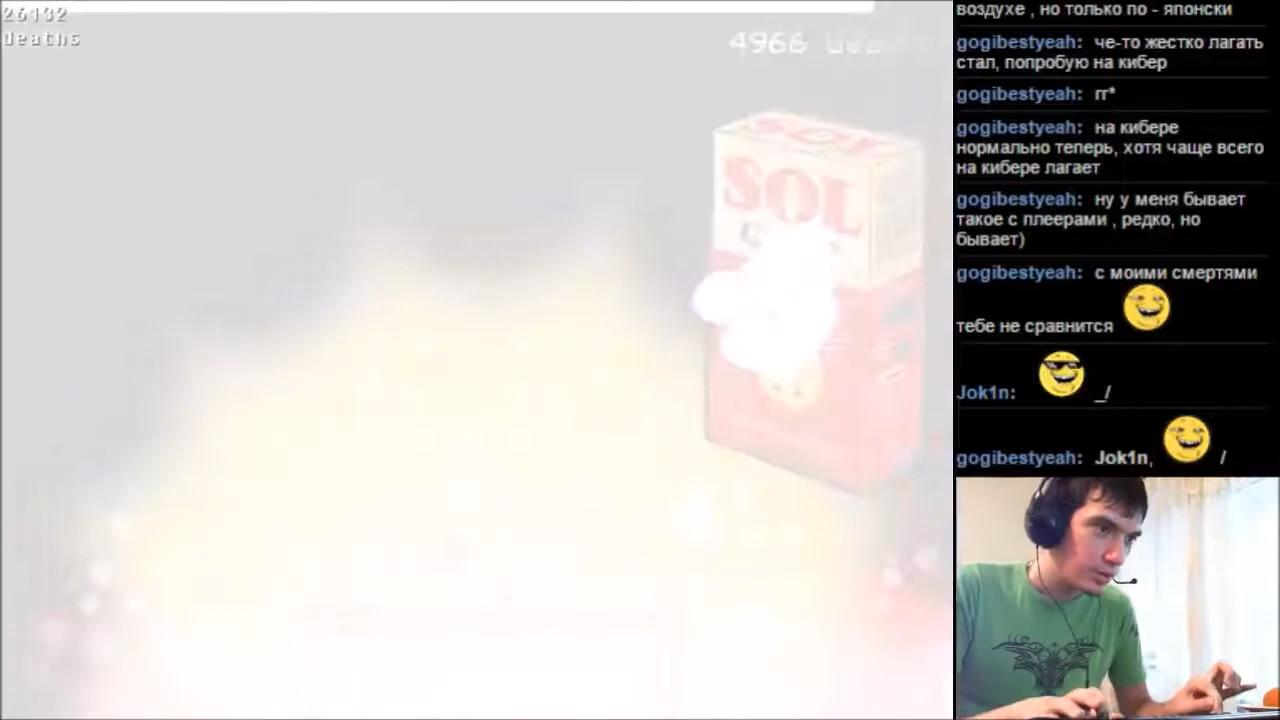 26132
deaths
4966
SOL
SOL
воздухе , но только по - японски
gogibestyeah: че-то жестко лагать
стал, попробую на кибер
gogibestyeah: гг*
gogibestyeah: на кибере
нормально теперь, хотя чаще всего
на кибере лагает
gogibestyeah: ну у меня бывает
такое с плеерами , редко, но
бывает)
gogibestyeah: с моими смертями
тебе не сравнится
Jok1n: _/
gogibestyeah: Jok1n, /